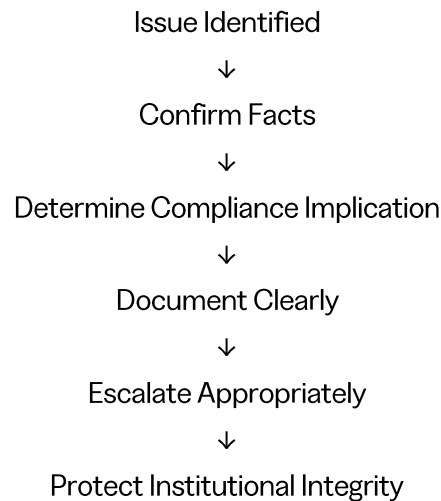 Issue Identified
↓
Confirm Facts
↓
Determine Compliance Implication
↓
Document Clearly
↓
Escalate Appropriately
↓
Protect Institutional Integrity